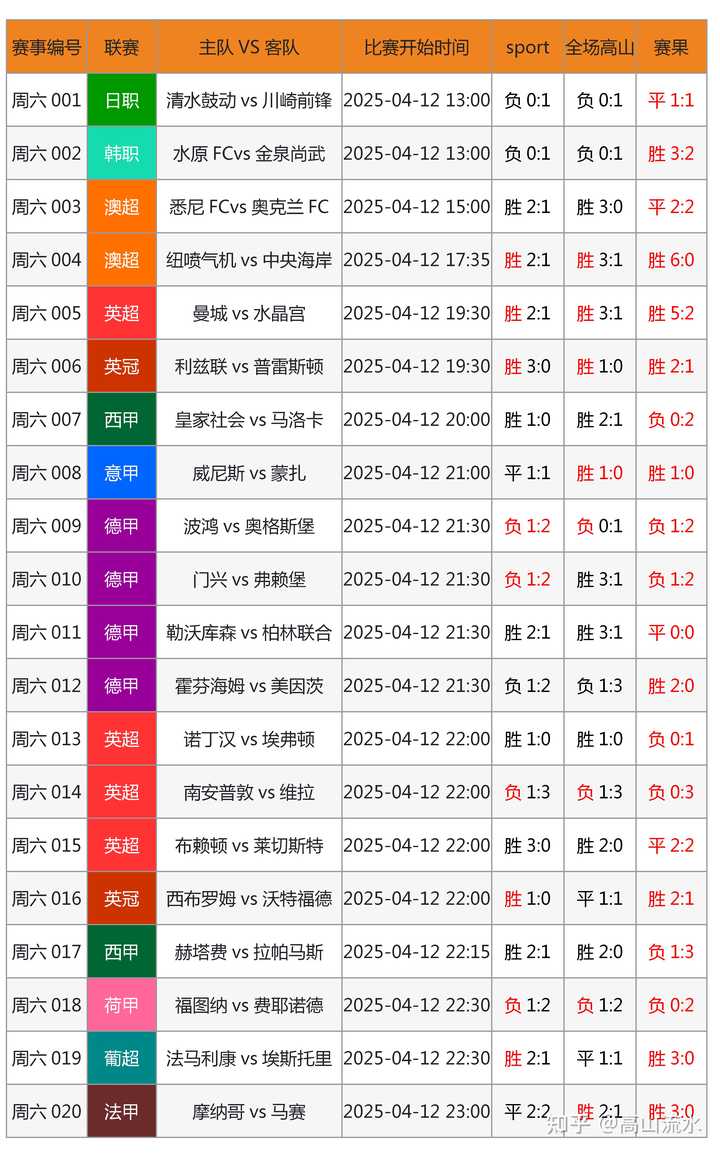 赛事编号 联赛 主队 VS 客队 比赛开始时间 sport 全场高山 赛果
周六 001 日职 清水鼓动 vs 川崎前锋 2025-04-12 13:00 负 0:1 负 0:1 平 1:1
周六 002 韩职 水原 FCvs 金泉尚武 2025-04-12 13:00 负 0:1 负 0:1 胜 3:2
周六 003 澳超 悉尼 FCvs 奥克兰 FC 2025-04-12 15:00 胜 2:1 胜 3:0 平 2:2
周六 004 澳超 纽喷气机 vs 中央海岸 2025-04-12 17:35 胜 2:1 胜 3:1 胜 6:0
周六 005 英超 曼城 vs 水晶宫 2025-04-12 19:30 胜 2:1 胜 3:1 胜 5:2
周六 006 英冠 利兹联 vs 普雷斯顿 2025-04-12 19:30 胜 3:0 胜 1:0 胜 2:1
周六 007 西甲 皇家社会 vs 马洛卡 2025-04-12 20:00 胜 1:0 胜 2:1 负 0:2
周六 008 意甲 威尼斯 vs 蒙扎 2025-04-12 21:00 平 1:1 胜 1:0 胜 1:0
周六 009 德甲 波鸿 vs 奥格斯堡 2025-04-12 21:30 负 1:2 负 0:1 负 1:2
周六 010 德甲 门兴 vs 弗赖堡 2025-04-12 21:30 负 1:2 胜 3:1 负 1:2
周六 011 德甲 勒沃库森 vs 柏林联合 2025-04-12 21:30 胜 2:1 胜 3:1 平 0:0
周六 012 德甲 霍芬海姆 vs 美因茨 2025-04-12 21:30 负 1:2 负 1:3 胜 2:0
周六 013 英超 诺丁汉 vs 埃弗顿 2025-04-12 22:00 胜 1:0 胜 1:0 负 0:1
周六 014 英超 南安普敦 vs 维拉 2025-04-12 22:00 负 1:3 负 1:3 负 0:3
周六 015 英超 布赖顿 vs 莱切斯特 2025-04-12 22:00 胜 3:0 胜 2:0 平 2:2
周六 016 英冠 西布罗姆 vs 沃特福德 2025-04-12 22:00 胜 1:0 平 1:1 胜 2:1
周六 017 西甲 赫塔费 vs 拉帕马斯 2025-04-12 22:15 胜 2:1 胜 2:0 负 1:3
周六 018 荷甲 福图纳 vs 费耶诺德 2025-04-12 22:30 负 1:2 负 1:2 负 0:2
周六 019 葡超 法马利康 vs 埃斯托里 2025-04-12 22:30 胜 2:1 平 1:1 胜 3:0
周六 020 法甲 摩纳哥 vs 马赛 2025-04-12 23:00 平 2:2 胜 2:1 胜 3:0
知乎 @高山流水